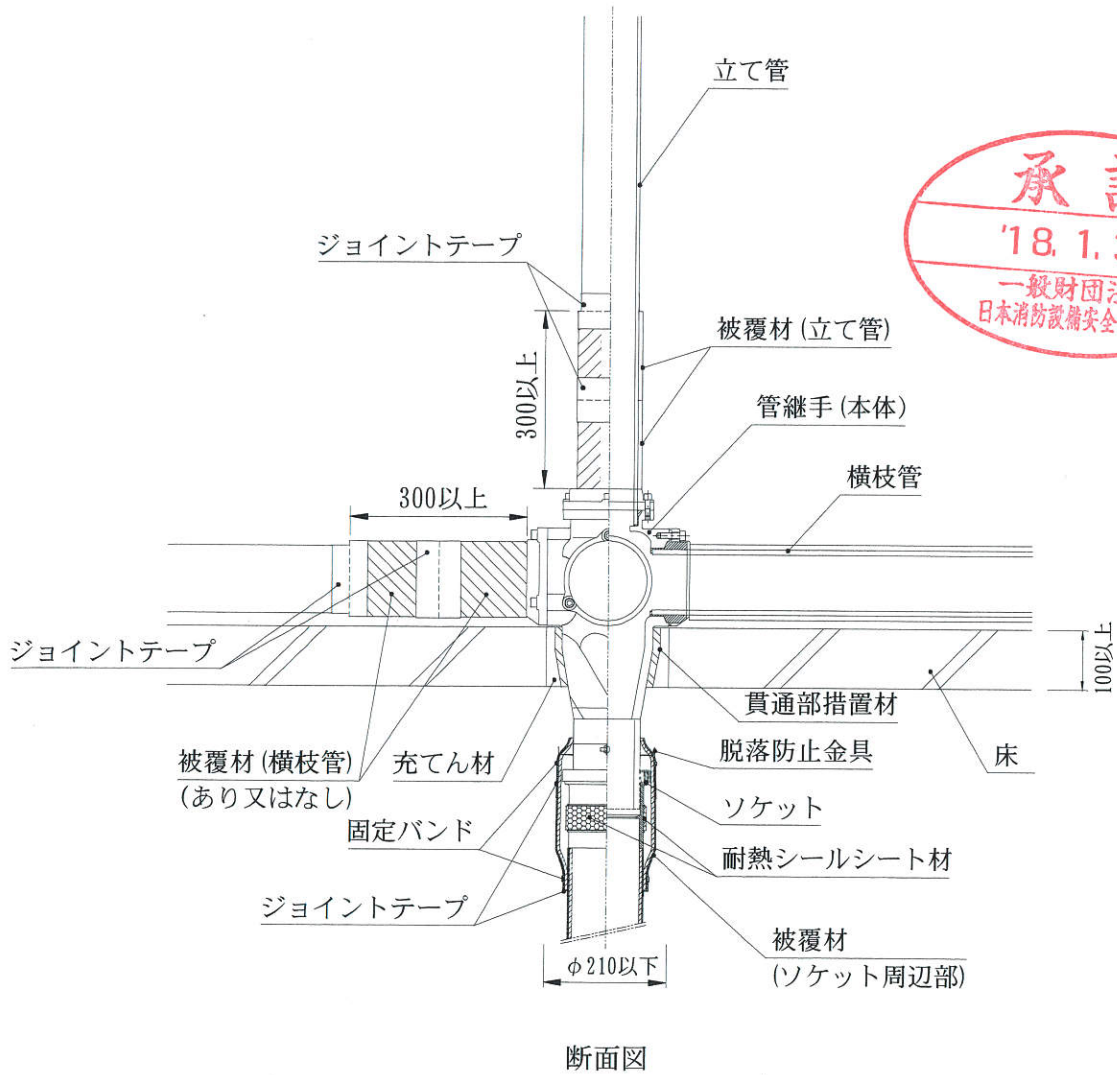 立て管
承
'18. 1.
一般財団
日本消防設備安全
ジョイントテープ
被覆材 (立て管)
300以上
管継手 (本体)
横枝管
300以上
ジョイントテープ
100以上
貫通部措置材
被覆材 (横枝管)
(あり又はなし)
充てん材
脱落防止金具
床
ソケット
固定バンド
耐熱シールシート材
ジョイントテープ
被覆材
(ソケット周辺部)
φ210以下
断面図